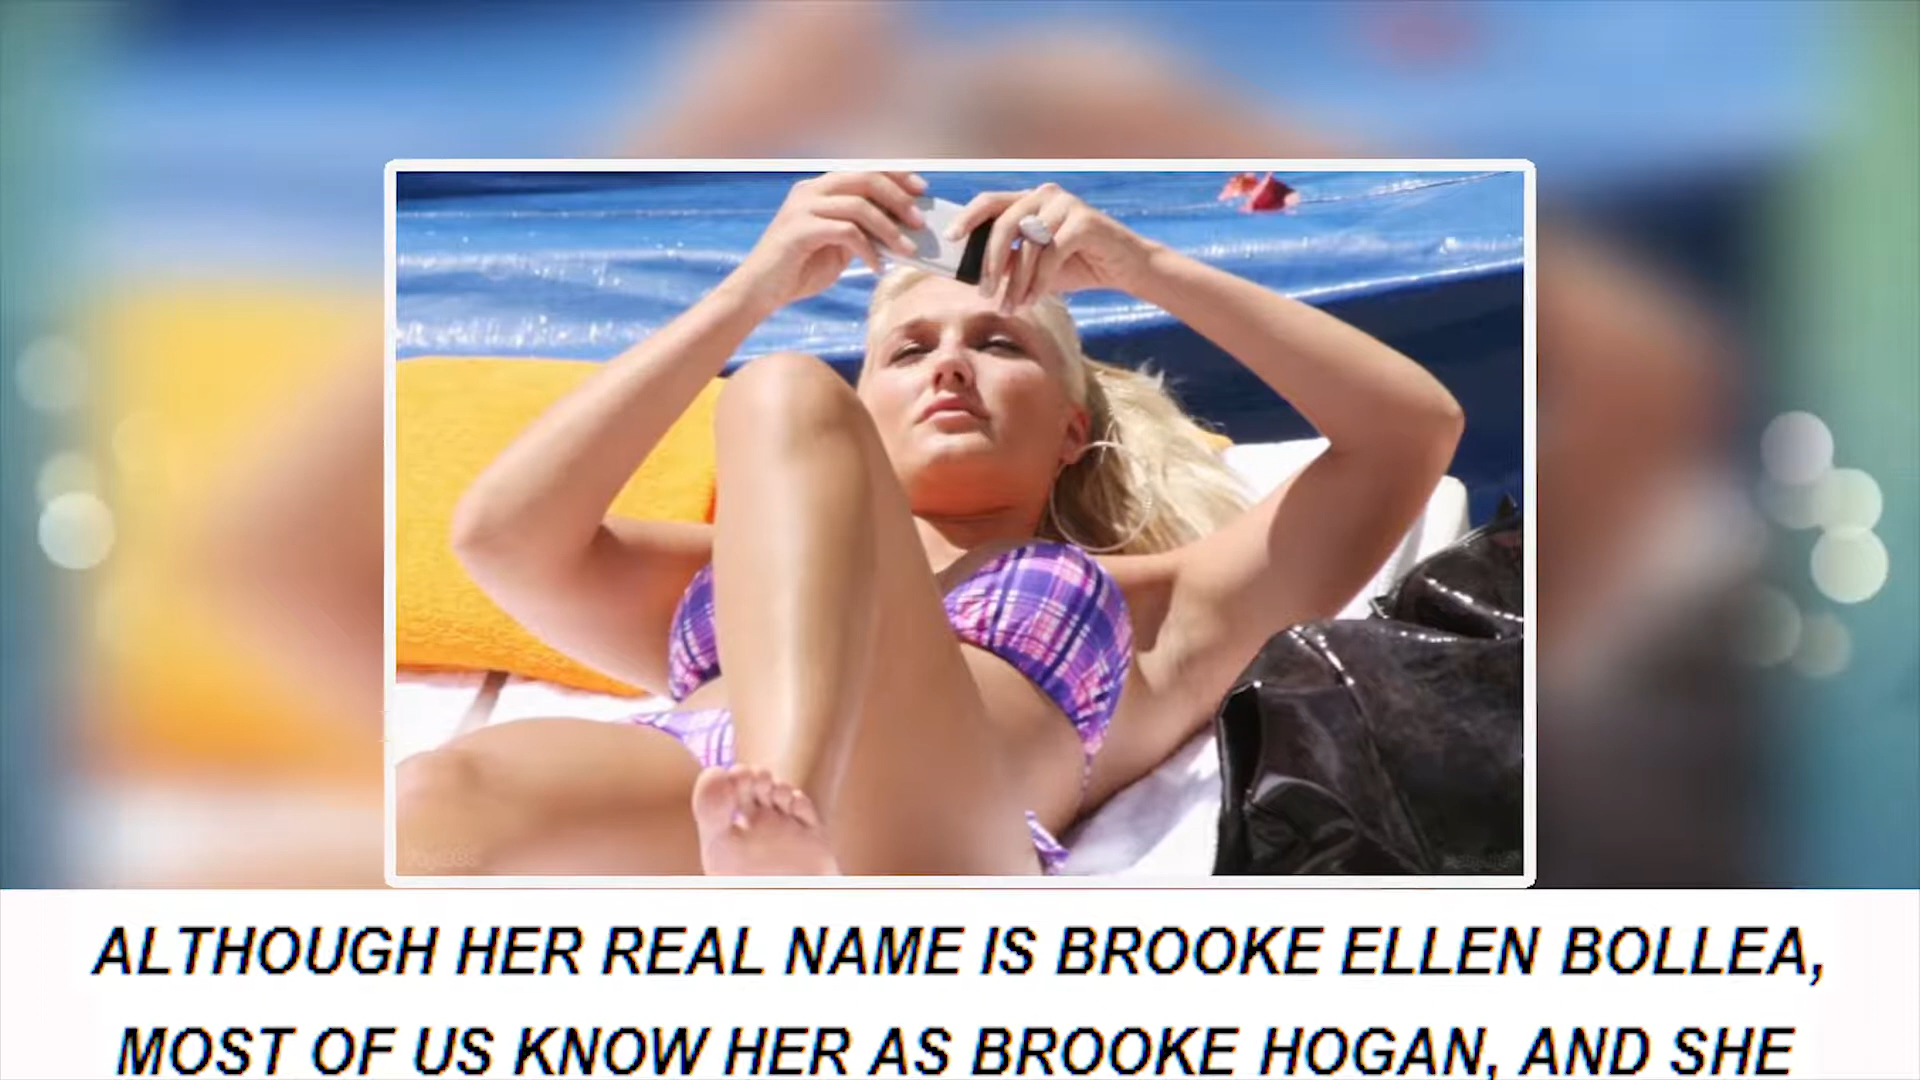 ALTHOUGH HER REAL NAME IS BROOKE ELLEN BOLLEA,
MOST OF US KNOW HER AS BROOKE HOGAN, AND SHE